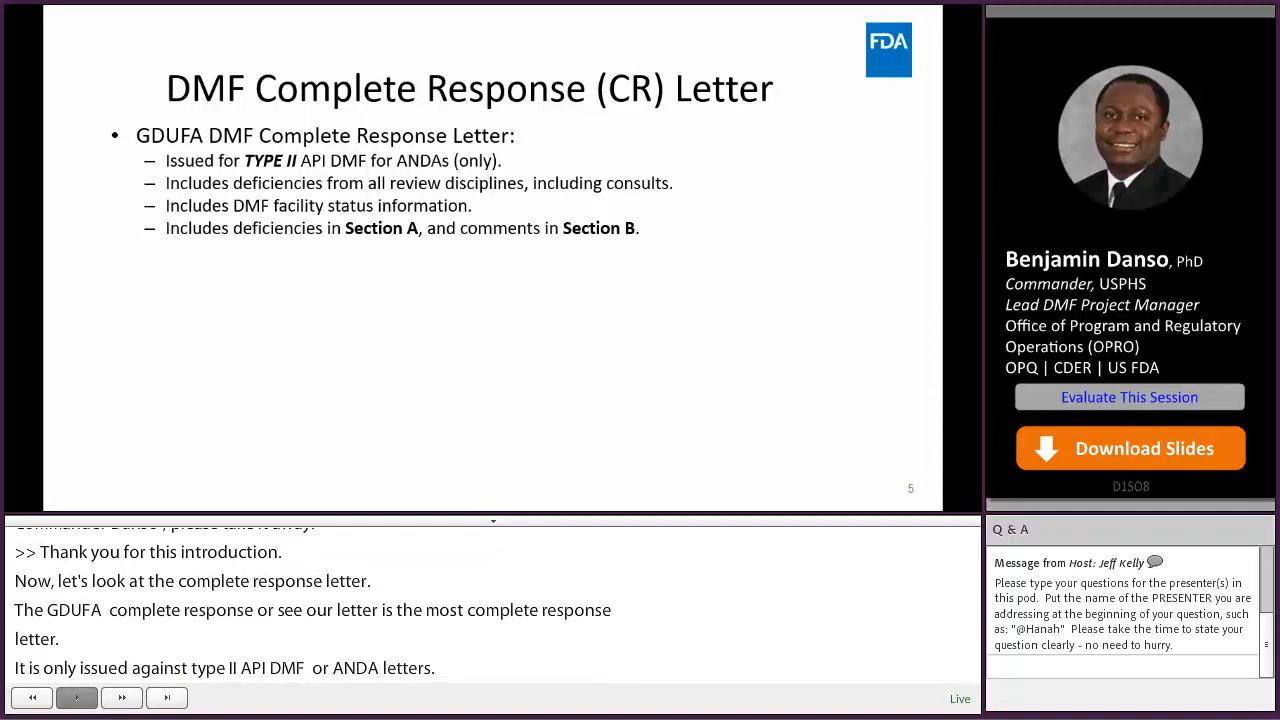 FDA
DMF Complete Response (CR) Letter
• GDUFA DMF Complete Response Letter:
– Issued for TYPE II API DMF for ANDAs (only).
– Includes deficiencies from all review disciplines, including consults.
– Includes DMF facility status information.
– Includes deficiencies in Section A, and comments in Section B.
5
Benjamin Danso, PhD
Commander, USPHS
Lead DMF Project Manager
Office of Program and Regulatory
Operations (OPRO)
OPQ | CDER | US FDA
Evaluate This Session
Download Slides
D1SO8
>> Thank you for this introduction.
Now, let's look at the complete response letter.
The GDUFA  complete response or see our letter is the most complete response
letter.
It is only issued against type II API DMF  or ANDA letters.
Live
Q & A
Message from Host: Jeff Kelly
Please type your questions for the presenter(s) in
this pod.  Put the name of the PRESENTER you are
addressing at the beginning of your question, such
as: "@Hanah"  Please take the time to state your
question clearly - no need to hurry.